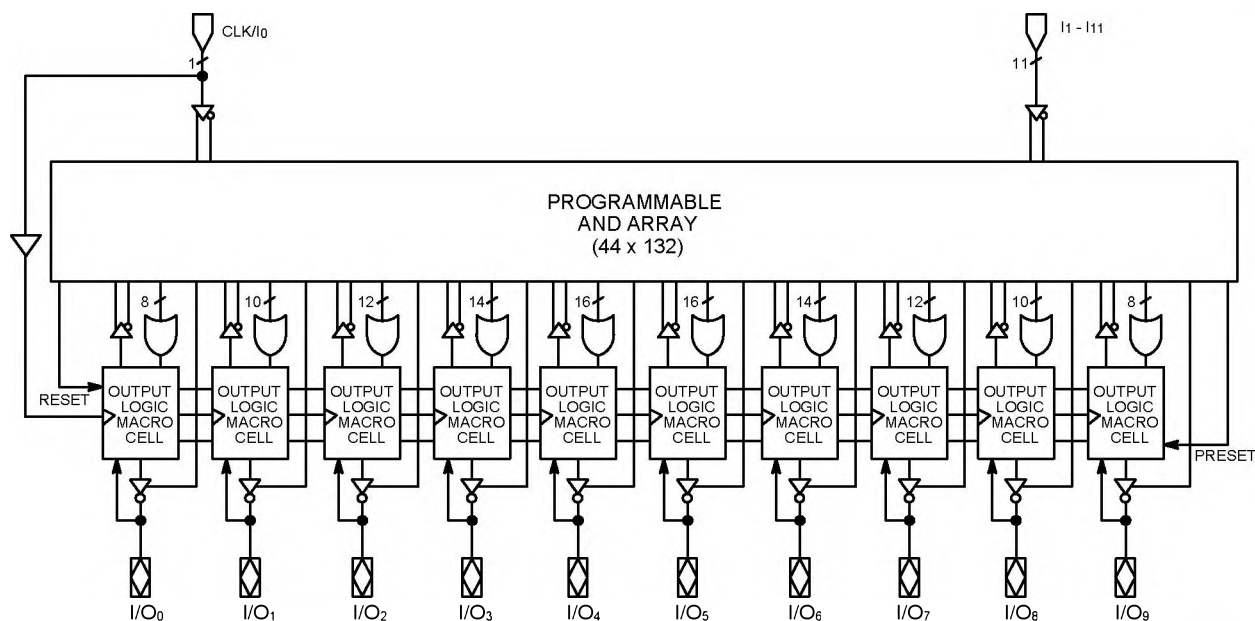 CLK/I0
I1 - I11
1
11
PROGRAMMABLE
AND ARRAY
(44 x 132)
8
10
12
14
16
16
14
12
10
8
OUTPUT
LOGIC
MACRO
CELL
OUTPUT
LOGIC
MACRO
CELL
OUTPUT
LOGIC
MACRO
CELL
OUTPUT
LOGIC
MACRO
CELL
OUTPUT
LOGIC
MACRO
CELL
OUTPUT
LOGIC
MACRO
CELL
OUTPUT
LOGIC
MACRO
CELL
OUTPUT
LOGIC
MACRO
CELL
OUTPUT
LOGIC
MACRO
CELL
OUTPUT
LOGIC
MACRO
CELL
RESET
PRESET
I/O0
I/O1
I/O2
I/O3
I/O4
I/O5
I/O6
I/O7
I/O8
I/O9